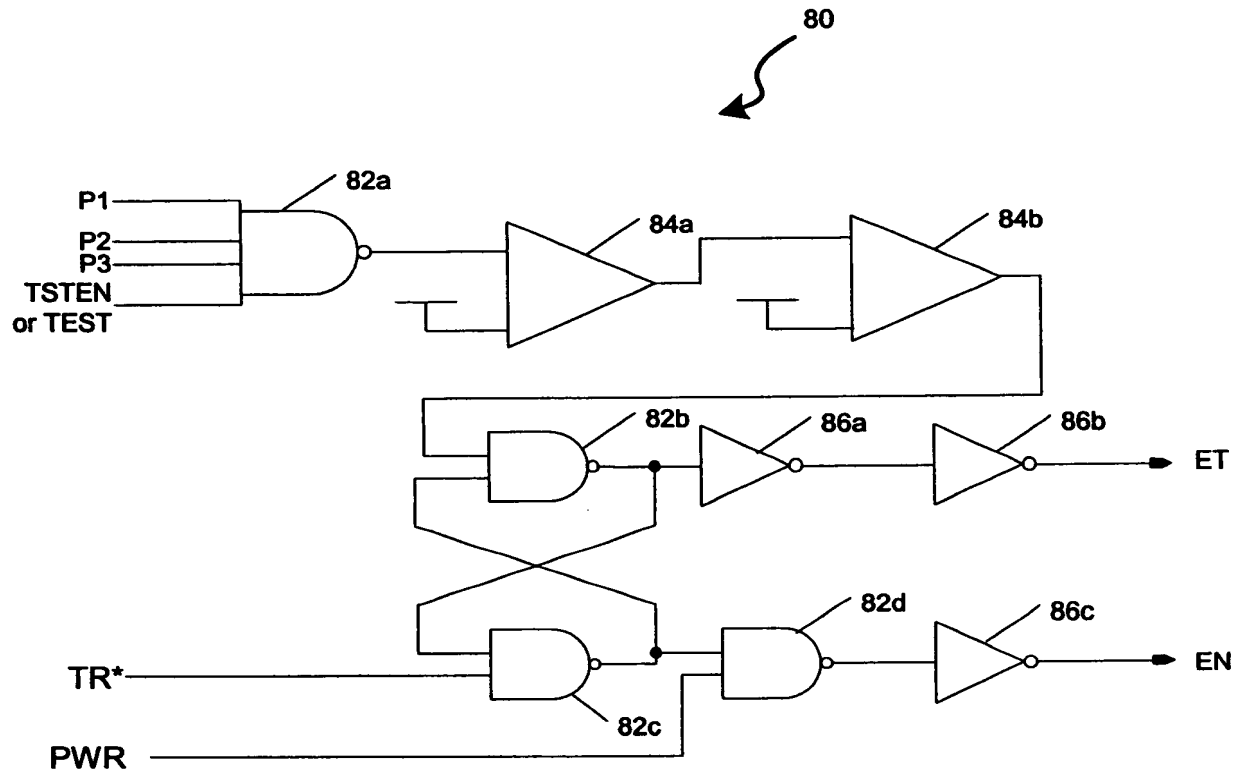 80
82a
P1
P2
P3
TSTEN
or TEST
84a
84b
82b
86a
86b
ET
82d
86c
TR*
EN
82c
PWR